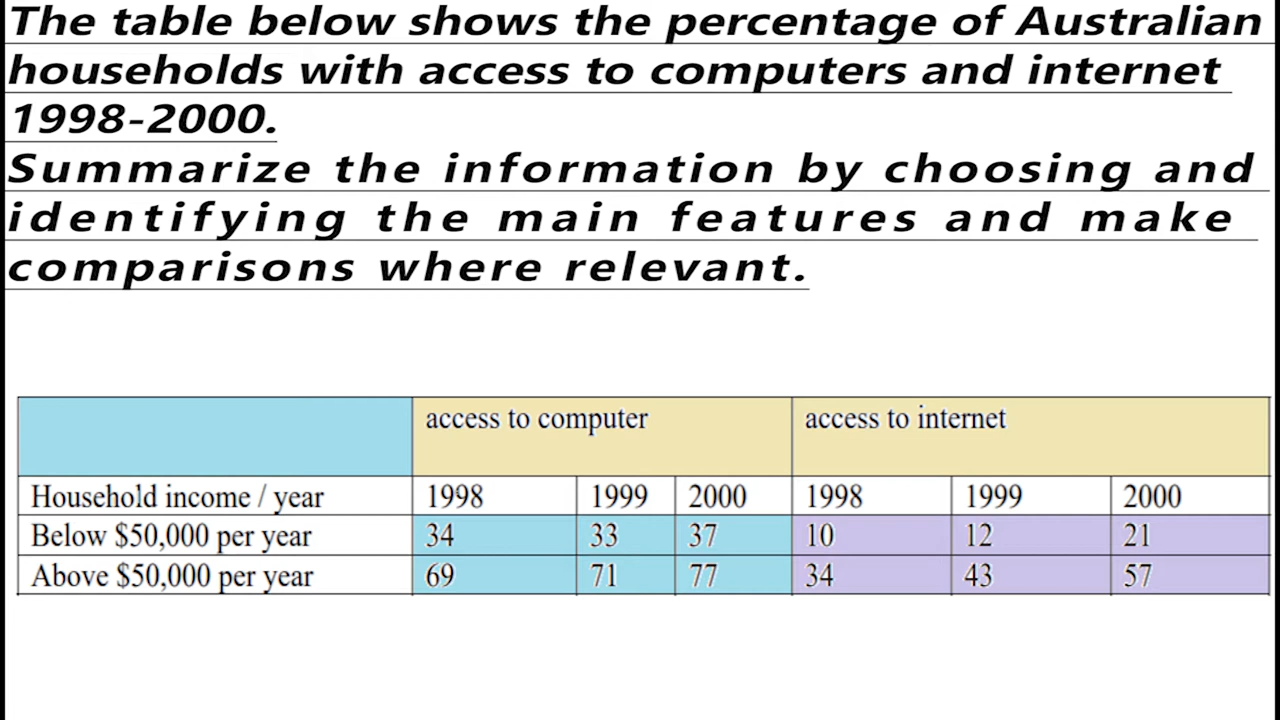 The table below shows the percentage of Australian
households with access to computers and internet
1998-2000.
Summarize the information by choosing and
identifying the main features and make
comparisons where relevant.
access to computer access to internet
Household income / year 1998 1999 2000 1998 1999 2000
Below $50,000 per year 34 33 37 10 12 21
Above $50,000 per year 69 71 77 34 43 57